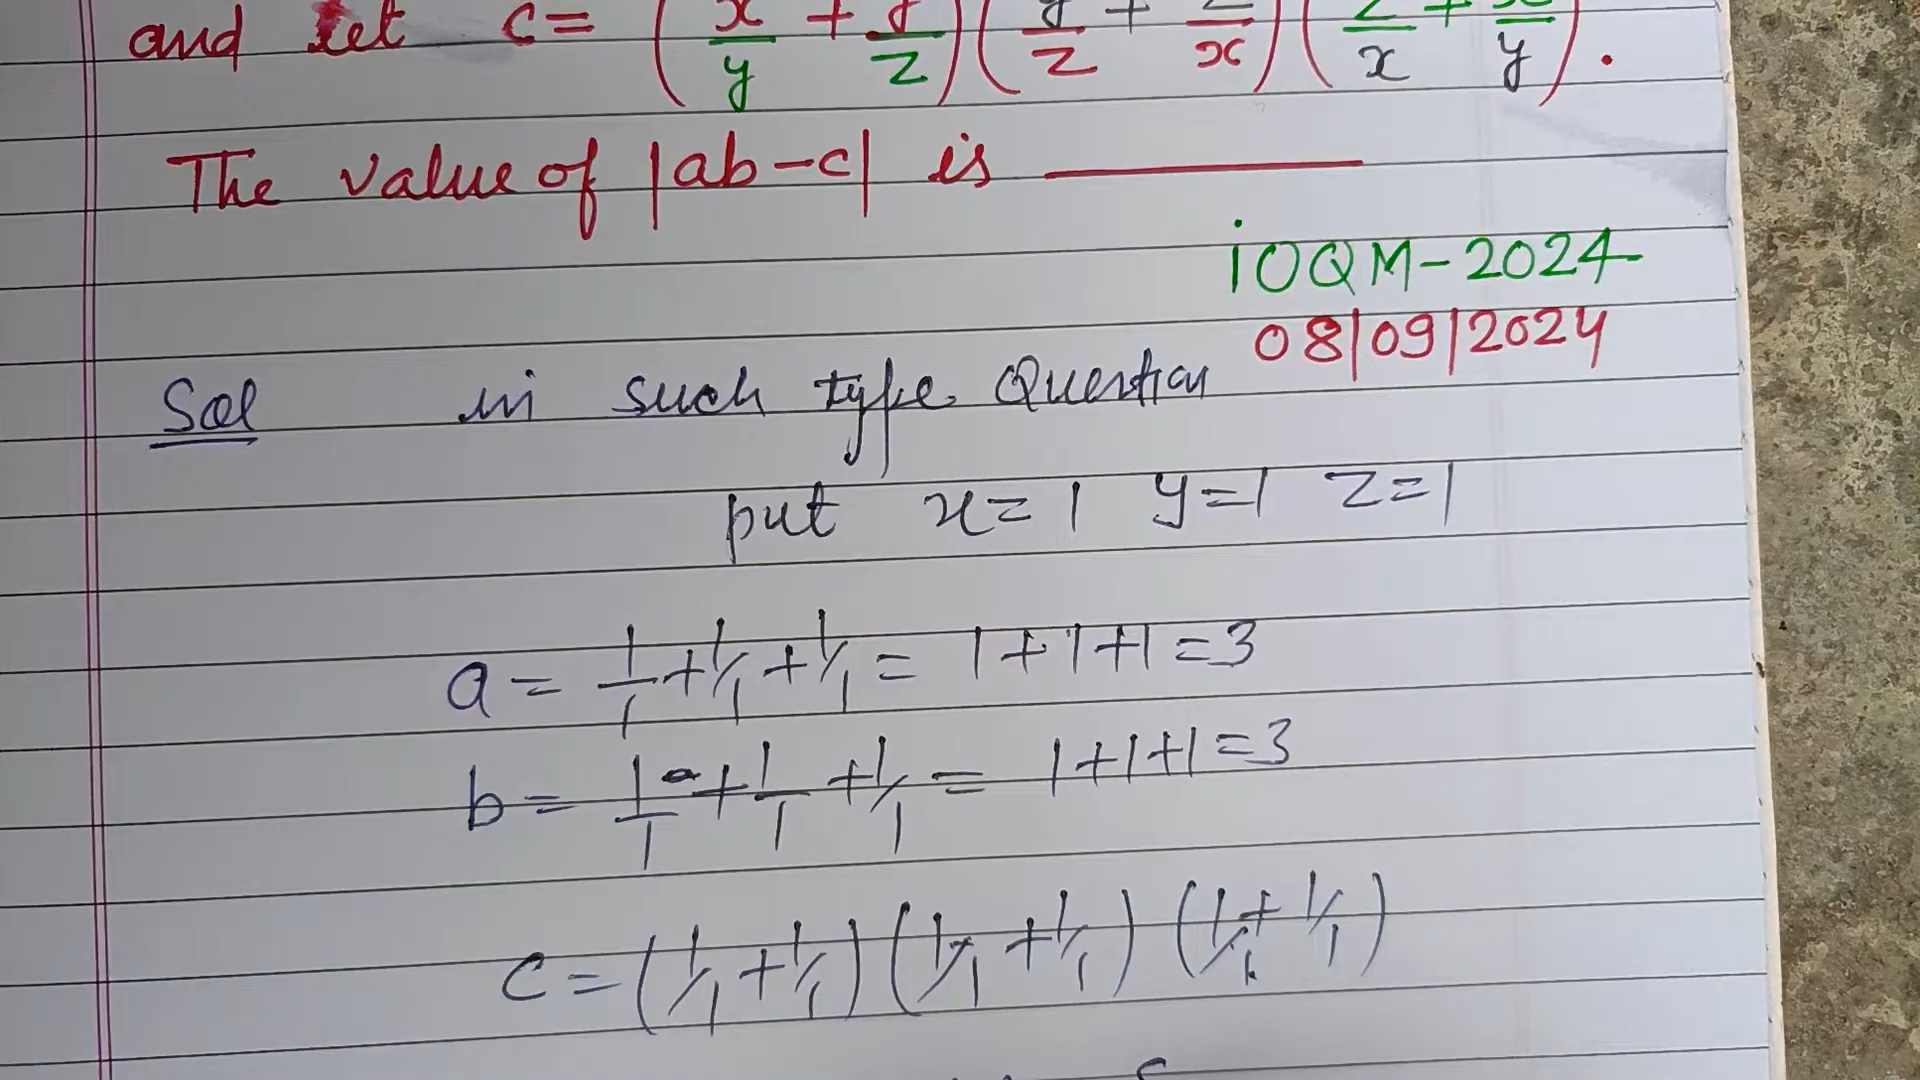 and let c = (x/y + y/z)(y/z + z/x)(z/x + x/y).
The value of |ab-c| is
iOQM-2024
08/09/2024
Sol in such type Question
put x=1 y=1 z=1
a = 1/1 + 1/1 + 1/1 = 1+1+1 = 3
b = 1/1 + 1/1 + 1/1 = 1+1+1 = 3
c = (1/1 + 1/1)(1/1 + 1/1)(1/1 + 1/1)